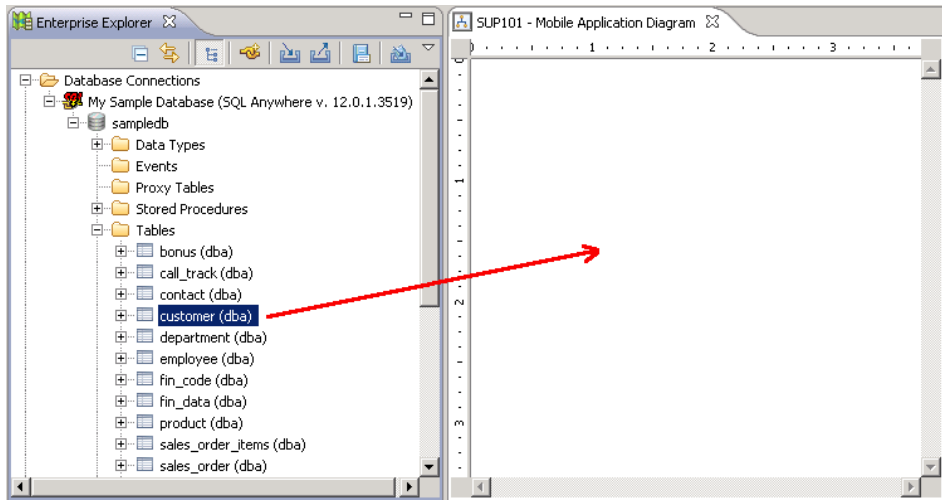 Enterprise Explorer
Database Connections
My Sample Database (SQL Anywhere v. 12.0.1.3519)
sampledb
Data Types
Events
Proxy Tables
Stored Procedures
Tables
bonus (dba)
call_track (dba)
contact (dba)
customer (dba)
department (dba)
employee (dba)
fin_code (dba)
fin_data (dba)
product (dba)
sales_order_items (dba)
sales_order (dba)
SUP101 - Mobile Application Diagram
0 1 2 3
0
1
2
3